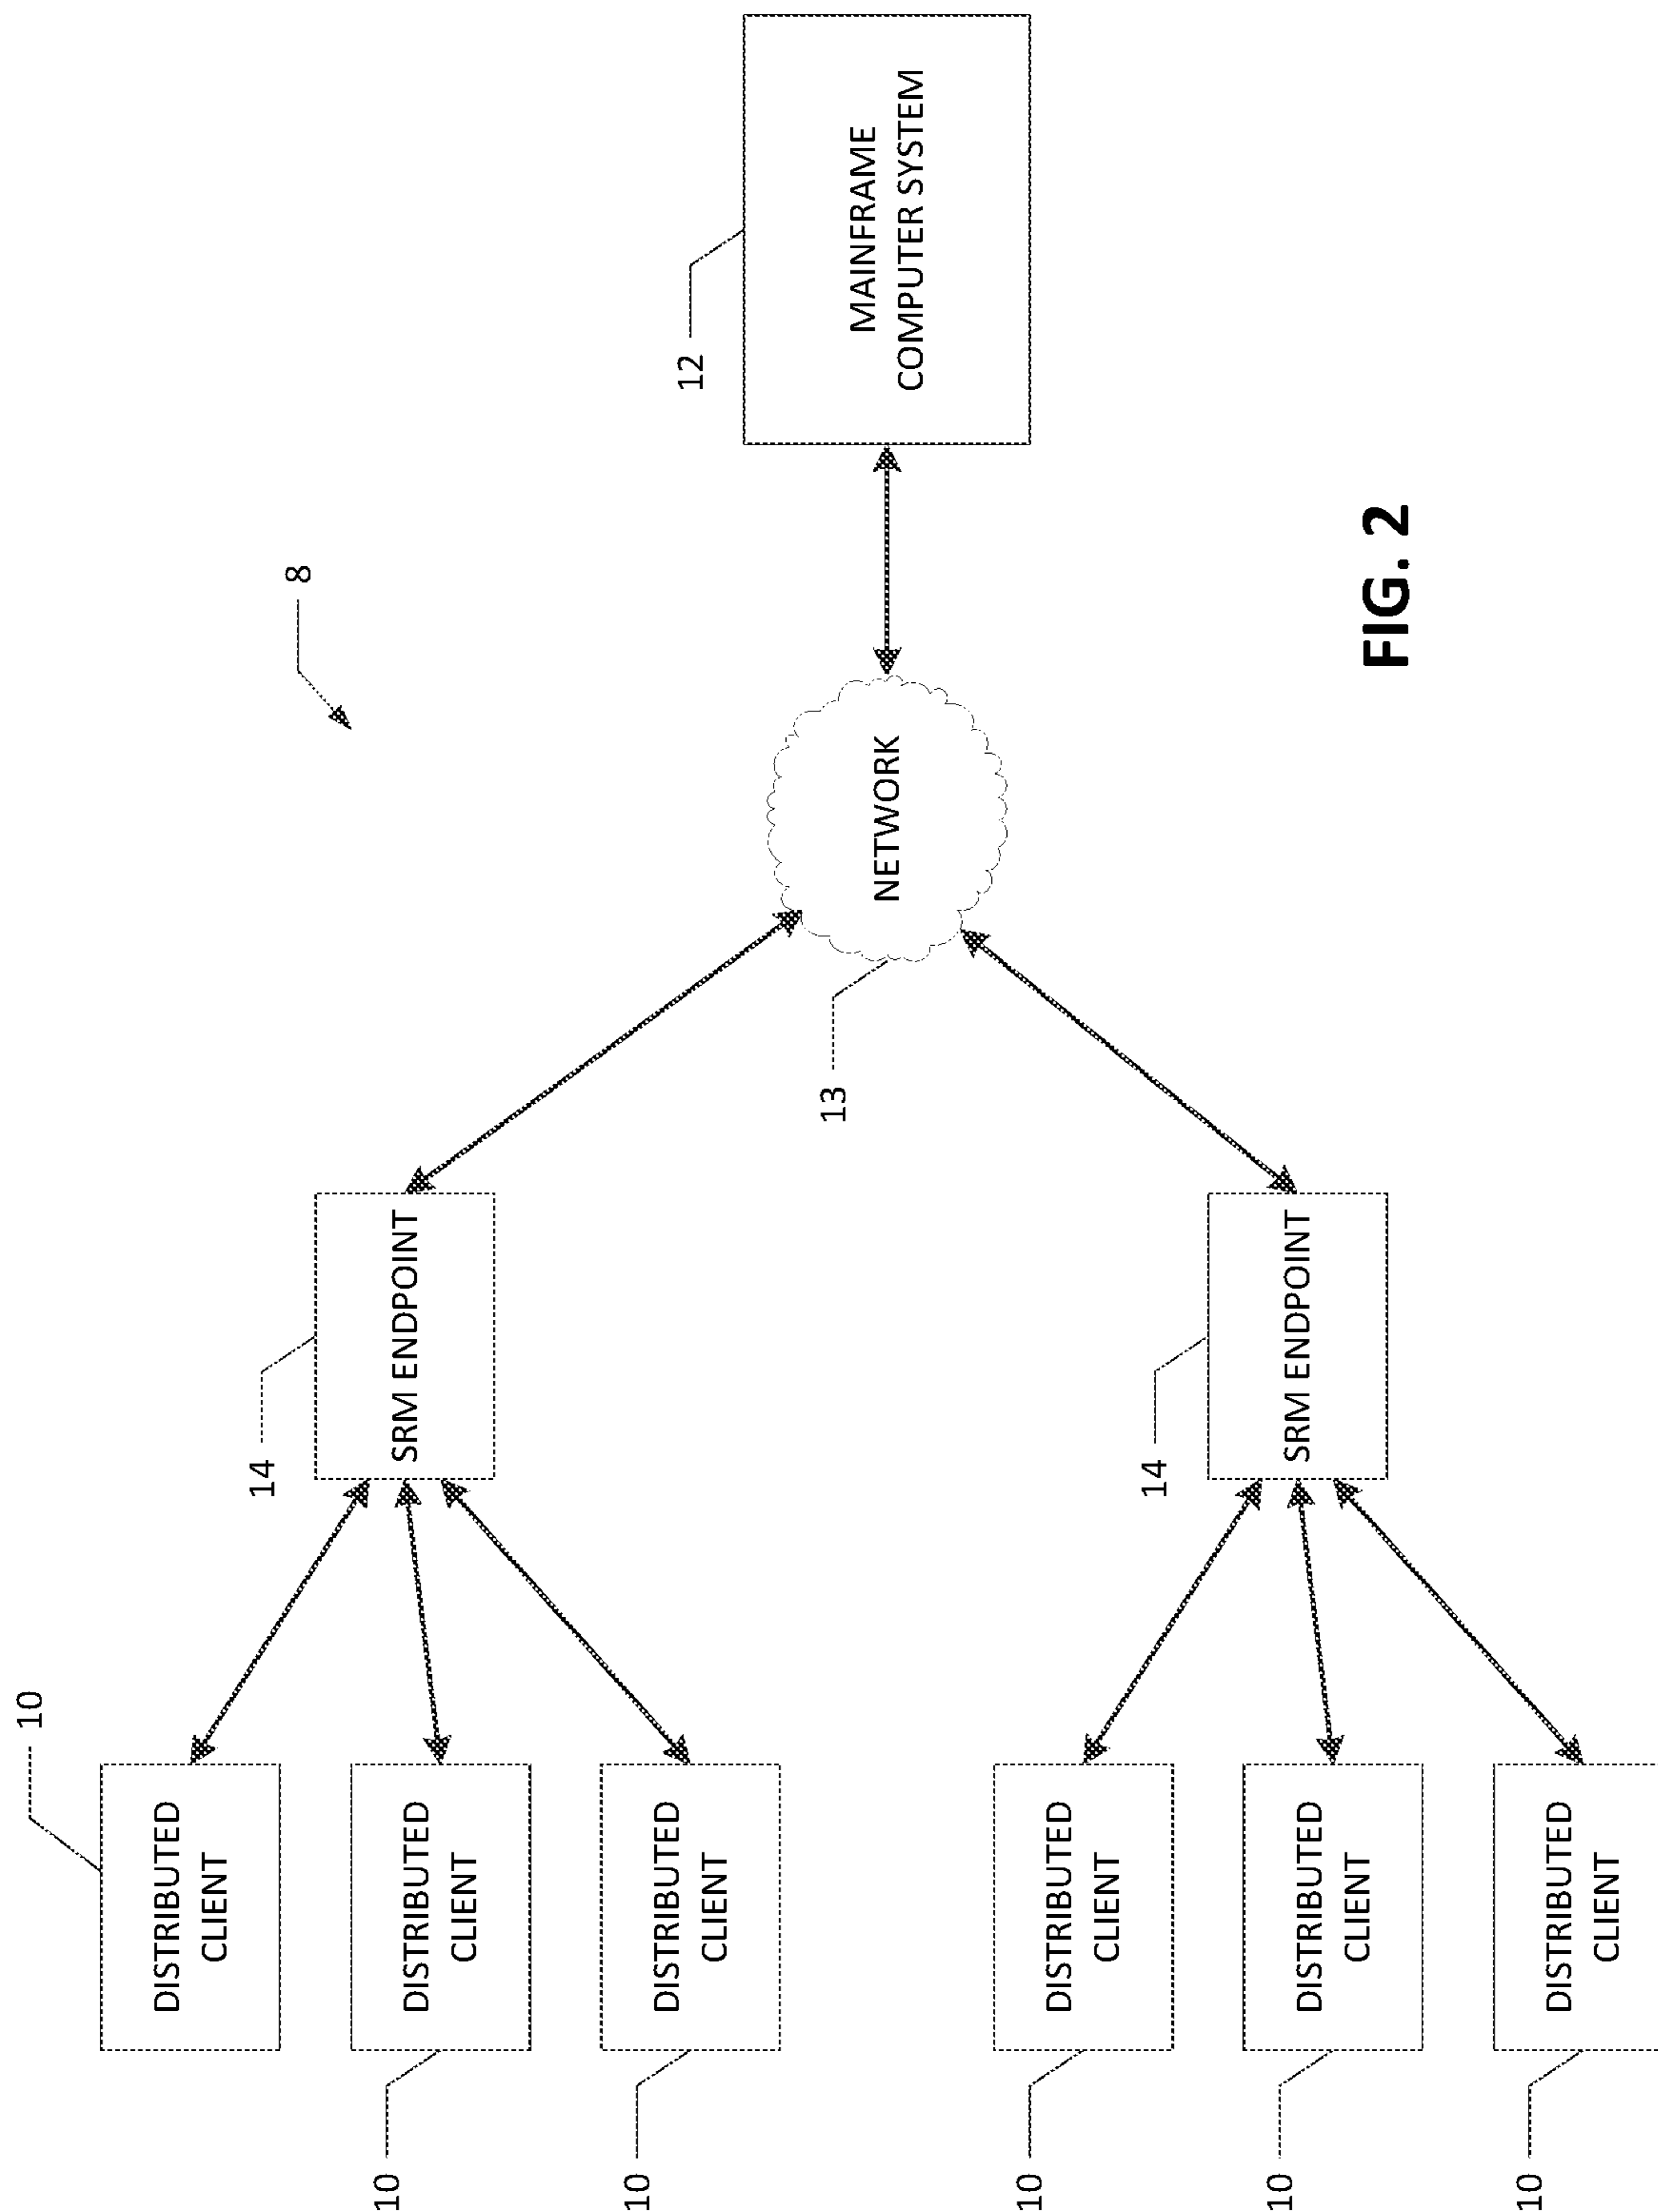 10
DISTRIBUTED
CLIENT
14
8
10
DISTRIBUTED
CLIENT
SRM ENDPOINT
10
DISTRIBUTED
CLIENT
12
13
NETWORK
MAINFRAME
COMPUTER SYSTEM
10
DISTRIBUTED
CLIENT
14
10
DISTRIBUTED
CLIENT
SRM ENDPOINT
FIG. 2
10
DISTRIBUTED
CLIENT